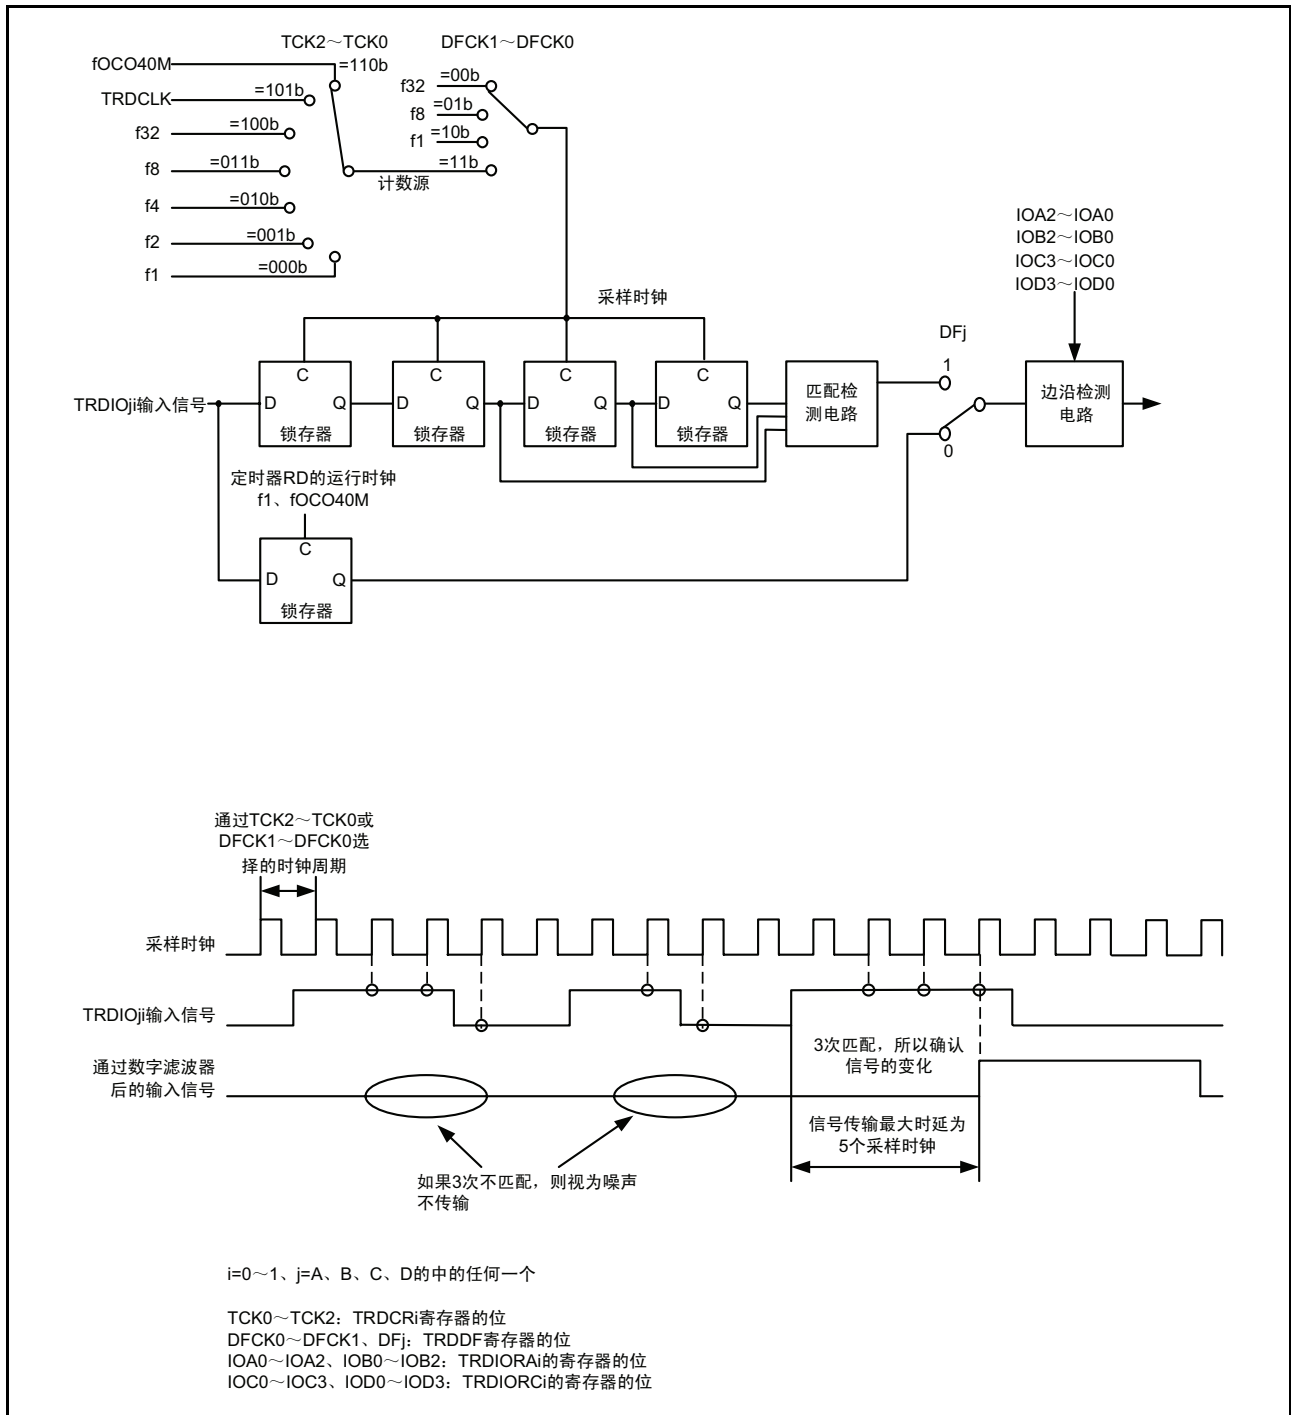 TCK2～TCK0
DFCK1～DFCK0
fOCO40M
=110b
TRDCLK
=101b
f32
=100b
f8
=011b
f4
=010b
f2
=001b
f1
=000b
f32
=00b
f8
=01b
f1
=10b
=11b
计数源
采样时钟
IOA2～IOA0
IOB2～IOB0
IOC3～IOC0
IOD3～IOD0
DFj
1
0
TRDIOji输入信号
C
D
Q
锁存器
C
D
Q
锁存器
C
D
Q
锁存器
C
D
Q
锁存器
匹配检
测电路
边沿检测
电路
定时器RD的运行时钟
f1、fOCO40M
C
D
Q
锁存器
通过TCK2～TCK0或
DFCK1～DFCK0选
择的时钟周期
采样时钟
TRDIOji输入信号
3次匹配，所以确认
信号的变化
通过数字滤波器
后的输入信号
信号传输最大时延为
5个采样时钟
如果3次不匹配，则视为噪声
不传输
i=0～1、j=A、B、C、D的中的任何一个
TCK0～TCK2：TRDCRi寄存器的位
DFCK0～DFCK1、DFj：TRDDF寄存器的位
IOA0～IOA2、IOB0～IOB2：TRDIORAi的寄存器的位
IOC0～IOC3、IOD0～IOD3：TRDIORCi的寄存器的位